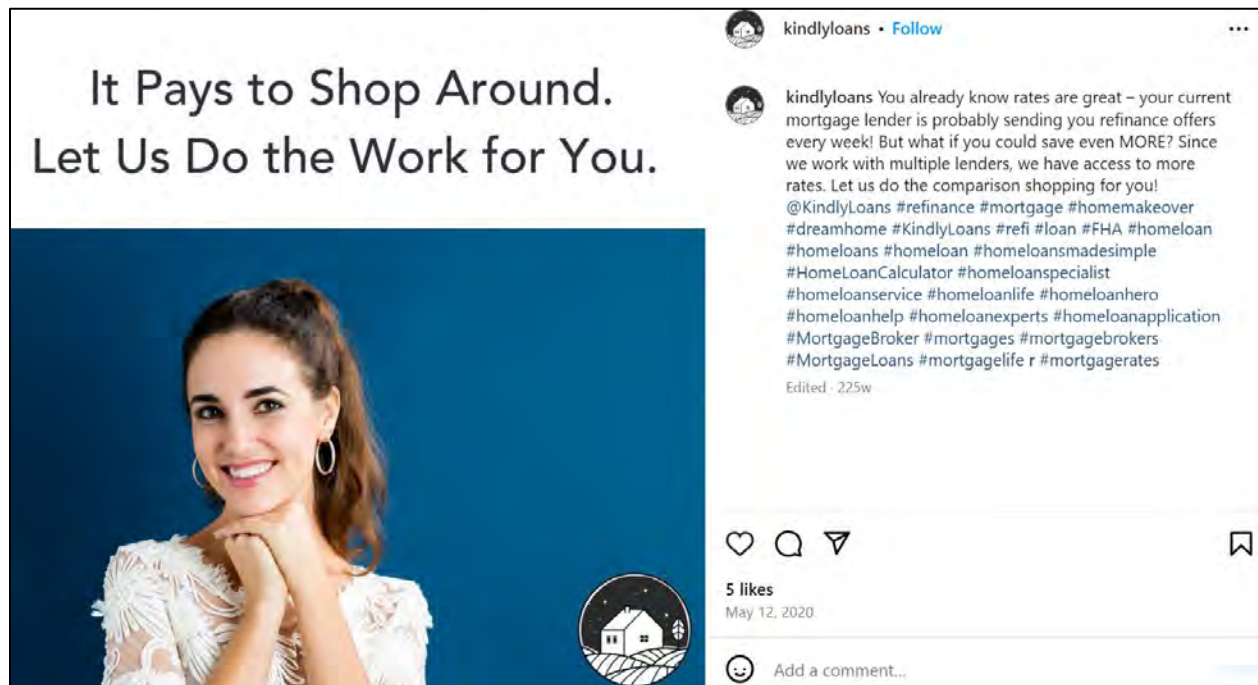 It Pays to Shop Around.
Let Us Do the Work for You.
kindlyloans • Follow
kindlyloans You already know rates are great – your current
mortgage lender is probably sending you refinance offers
every week! But what if you could save even MORE? Since
we work with multiple lenders, we have access to more
rates. Let us do the comparison shopping for you!
@KindlyLoans #refinance #mortgage #homemakeover
#dreamhome #KindlyLoans #refi #loan #FHA #homeloan
#homeloans #homeloan #homeloansmadesimple
#HomeLoanCalculator #homeloanspecialist
#homeloanservice #homeloanlife #homeloanhero
#homeloanhelp #homeloanexperts #homeloanapplication
#MortgageBroker #mortgages #mortgagebrokers
#MortgageLoans #mortgagelife r #mortgagerates
Edited · 225w
5 likes
May 12, 2020
Add a comment...